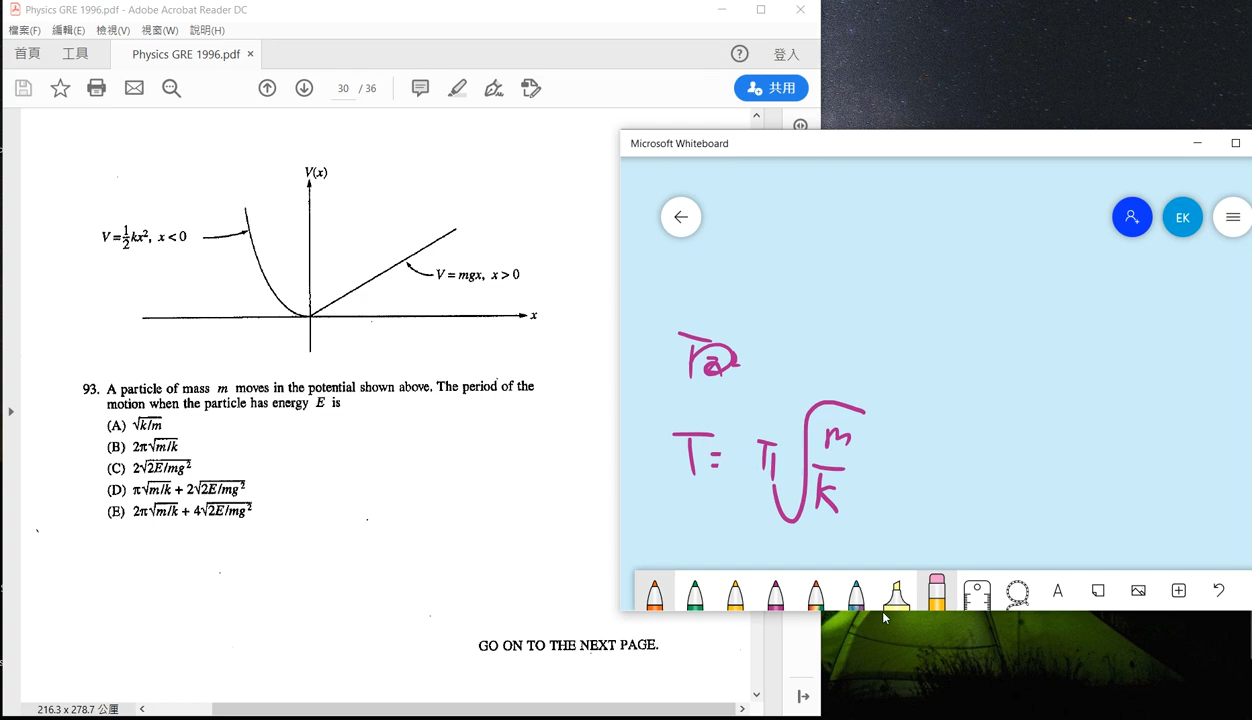 Physics GRE 1996.pdf - Adobe Acrobat Reader DC
檔案(F) 編輯(E) 檢視(V) 視窗(W) 說明(H)
首頁 工具 Physics GRE 1996.pdf × ? 登入
30 / 36 共用
Microsoft Whiteboard
EK
V(x)
V=½kx², x<0
V=mgx, x>0
x
93. A particle of mass m moves in the potential shown above. The period of the
motion when the particle has energy E is
(A) √k/m
(B) 2π√m/k
(C) 2√2E/mg²
(D) π√m/k + 2√2E/mg²
(E) 2π√m/k + 4√2E/mg²
T = π√m/k
A
GO ON TO THE NEXT PAGE.
216.3 x 278.7 公厘